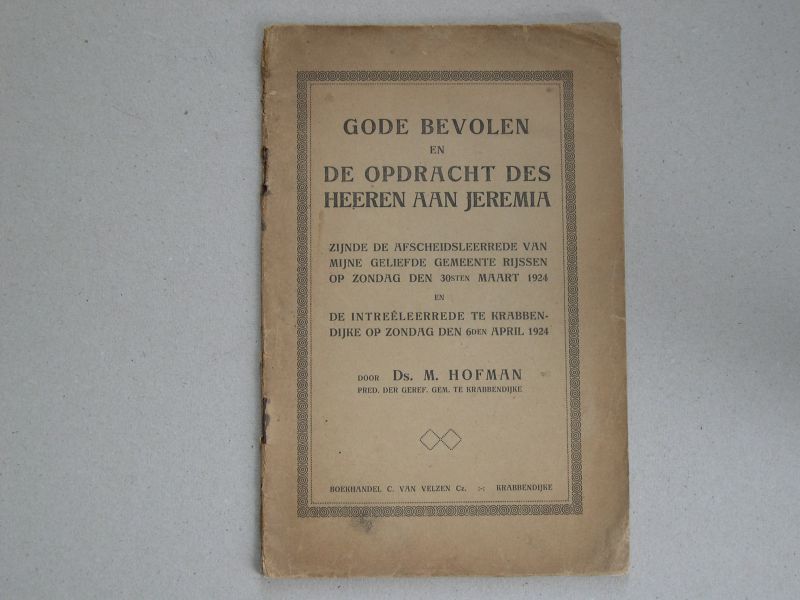 GODE BEVOLEN
EN
DE OPDRACHT DES
HEEREN AAN JEREMIA
ZIJNDE DE AFSCHEIDSLEERREDE VAN
MIJNE GELIEFDE GEMEENTE RIJSSEN
OP ZONDAG DEN 30STEN MAART 1924
EN
DE INTREÊLEERREDE TE KRABBEN-
DIJKE OP ZONDAG DEN 6DEN APRIL 1924
DOOR Ds. M. HOFMAN
PRED. DER GEREF. GEM. TE KRABBENDIJKE
BOEKHANDEL C. VAN VELZEN Cz. :-: KRABBENDIJKE